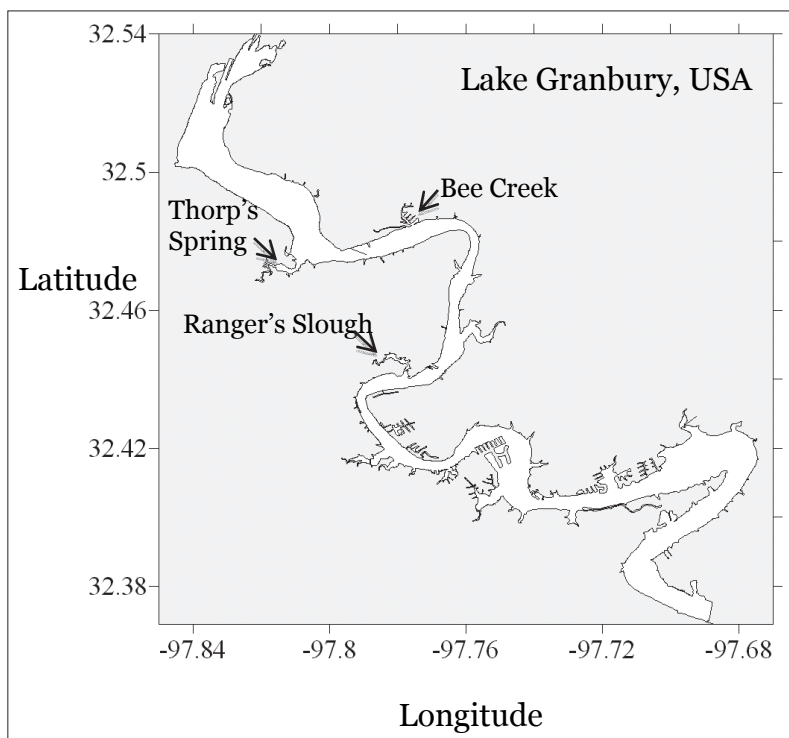 32.54
Lake Granbury, USA
32.5
Bee Creek
Thorp's
Spring
Latitude
32.46
Ranger's Slough
32.42
32.38
-97.84
-97.8
-97.76
-97.72
-97.68
Longitude